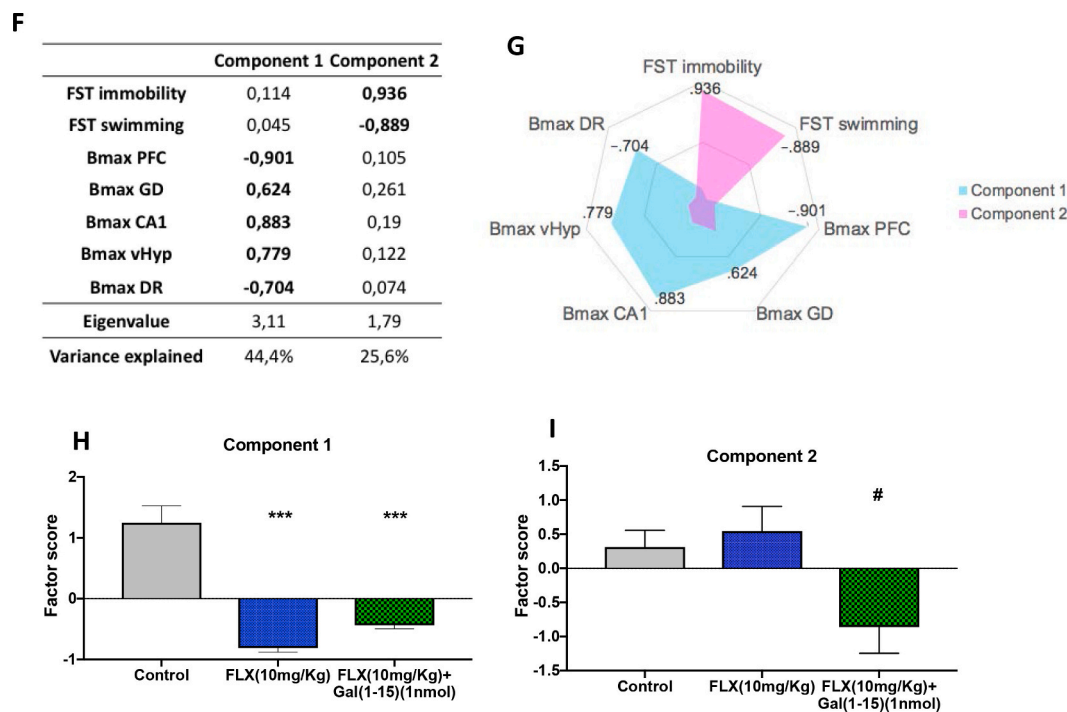 F
Component 1 Component 2
FST immobility 0,114 0,936
FST swimming 0,045 -0,889
Bmax PFC -0,901 0,105
Bmax GD 0,624 0,261
Bmax CA1 0,883 0,19
Bmax vHyp 0,779 0,122
Bmax DR -0,704 0,074
Eigenvalue 3,11 1,79
Variance explained 44,4% 25,6%
G
FST immobility
.936
Bmax DR
FST swimming
–.704
–.889
.779
–.901
Bmax vHyp
Bmax PFC
.624
.883
Bmax CA1
Bmax GD
Component 1
Component 2
H
Component 1
Factor score
2
1
0
-1
***
***
Control
FLX(10mg/Kg)
FLX(10mg/Kg)+
Gal(1-15)(1nmol)
I
Component 2
Factor score
1.5
1.0
0.5
0.0
-0.5
-1.0
-1.5
#
Control
FLX(10mg/Kg)
FLX(10mg/Kg)+
Gal(1-15)(1nmol)